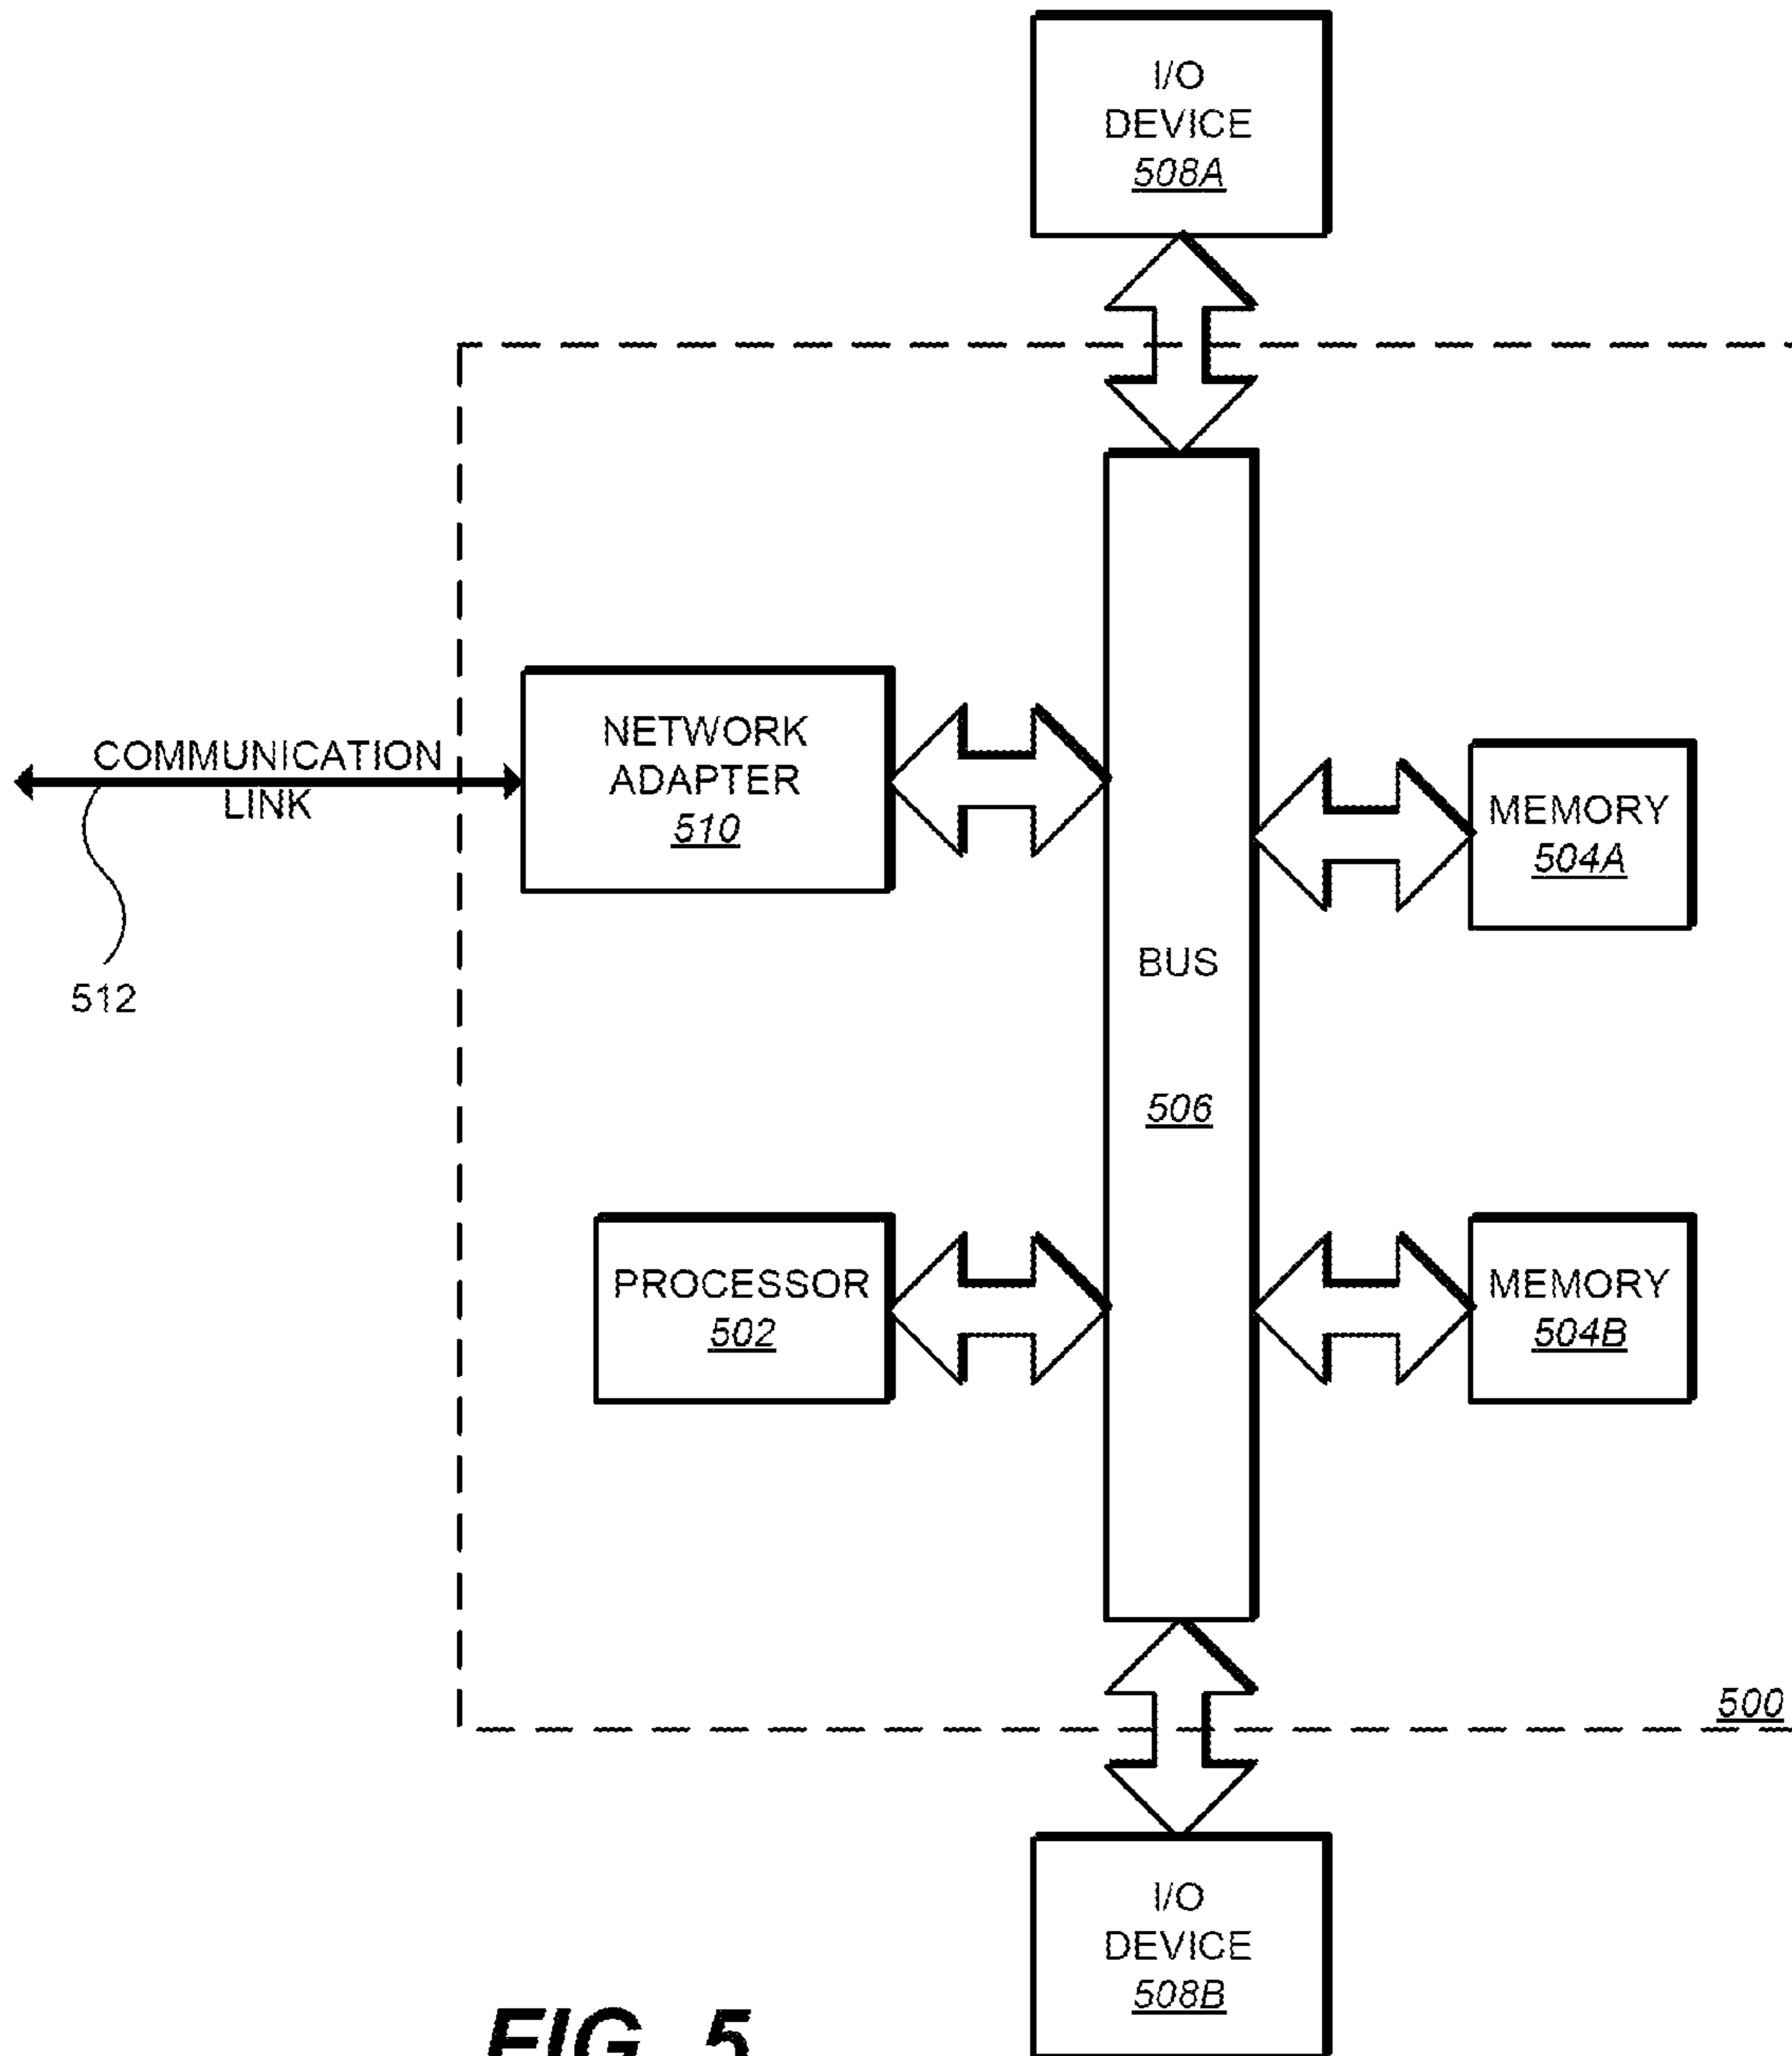 I/O
DEVICE
508A
NETWORK
ADAPTER
510
COMMUNICATION
LINK
512
MEMORY
504A
BUS
506
PROCESSOR
502
MEMORY
504B
500
I/O
DEVICE
508B
FIG. 5